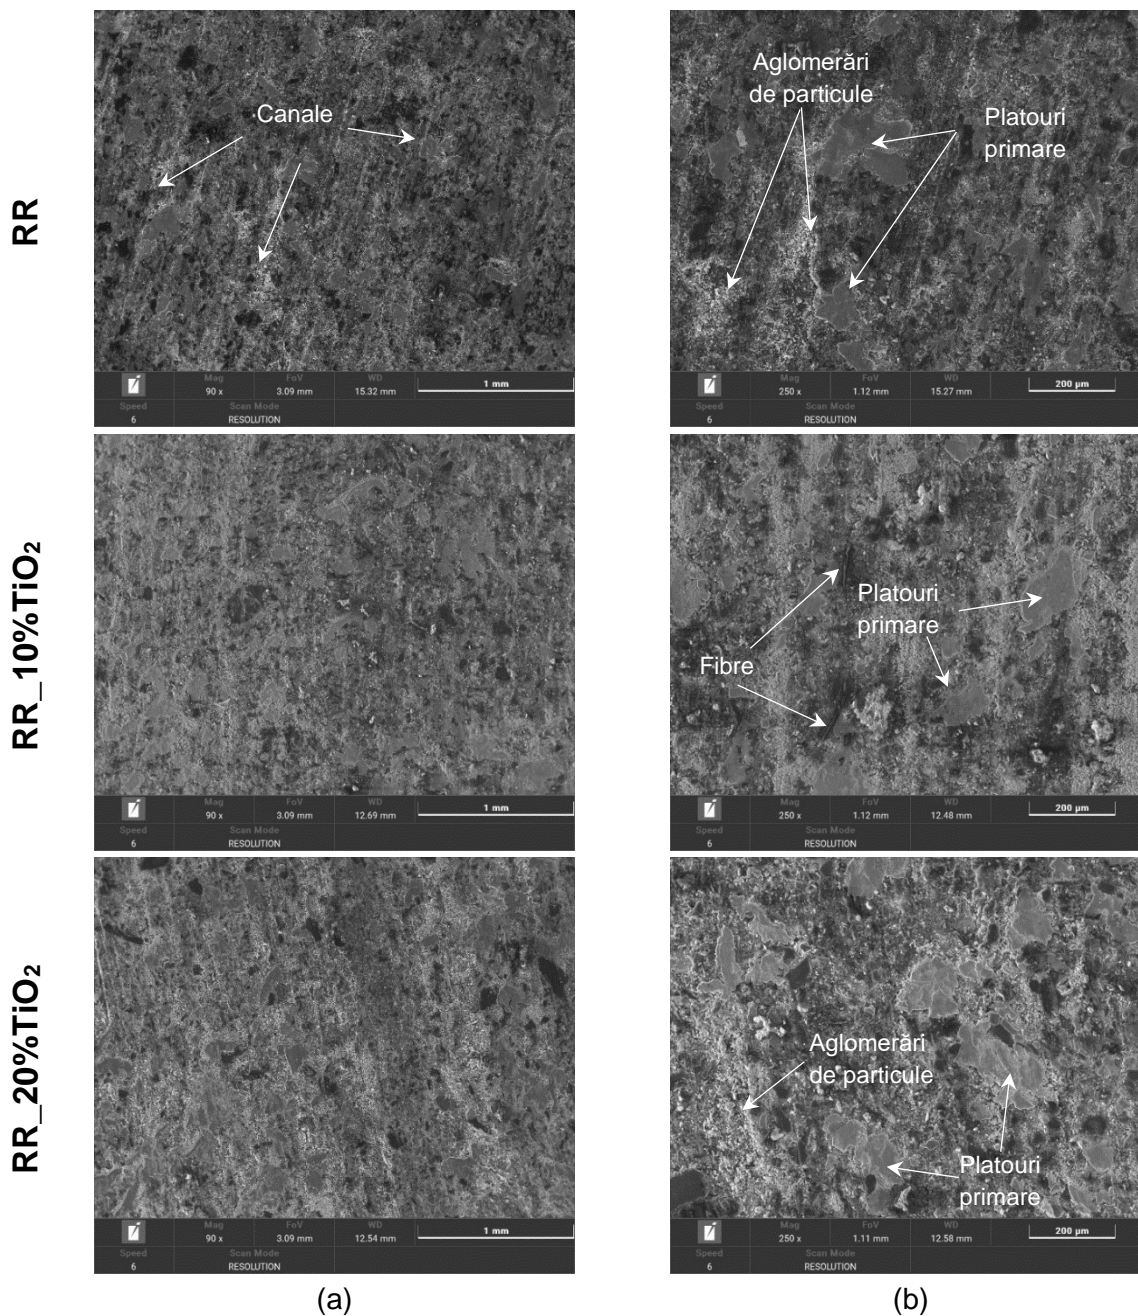 RR
Canale
Mag FoV WD
90 x 3.09 mm 15.32 mm 1 mm
Speed Scan Mode
6 RESOLUTION
Aglomerări
de particule
Platouri
primare
Mag FoV WD
250 x 1.12 mm 15.27 mm 200 µm
Speed Scan Mode
6 RESOLUTION
RR_10%TiO₂
Mag FoV WD
90 x 3.09 mm 12.69 mm 1 mm
Speed Scan Mode
6 RESOLUTION
Platouri
primare
Fibre
Mag FoV WD
250 x 1.12 mm 12.48 mm 200 µm
Speed Scan Mode
6 RESOLUTION
RR_20%TiO₂
Mag FoV WD
90 x 3.09 mm 12.54 mm 1 mm
Speed Scan Mode
6 RESOLUTION
Aglomerări
de particule
Platouri
primare
Mag FoV WD
250 x 1.11 mm 12.58 mm 200 µm
Speed Scan Mode
6 RESOLUTION
(a)
(b)